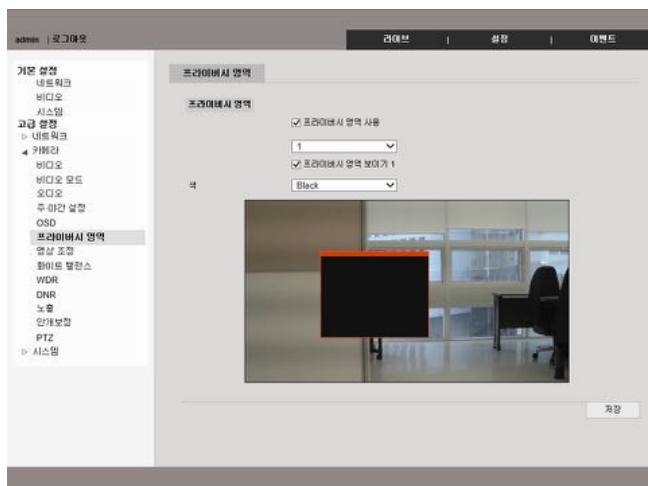 admin | 로그아웃
라이브 | 설정 | 이벤트
기본 설정
네트워크
비디오
시스템
고급 설정
▷ 네트워크
◢ 카메라
비디오
비디오 모드
오디오
주·야간 설정
OSD
프라이버시 영역
영상 조정
화이트 밸런스
WDR
DNR
노출
안개보정
PTZ
▷ 시스템
프라이버시 영역
프라이버시 영역
프라이버시 영역 사용
1
프라이버시 영역 보이기 1
색 Black
저장